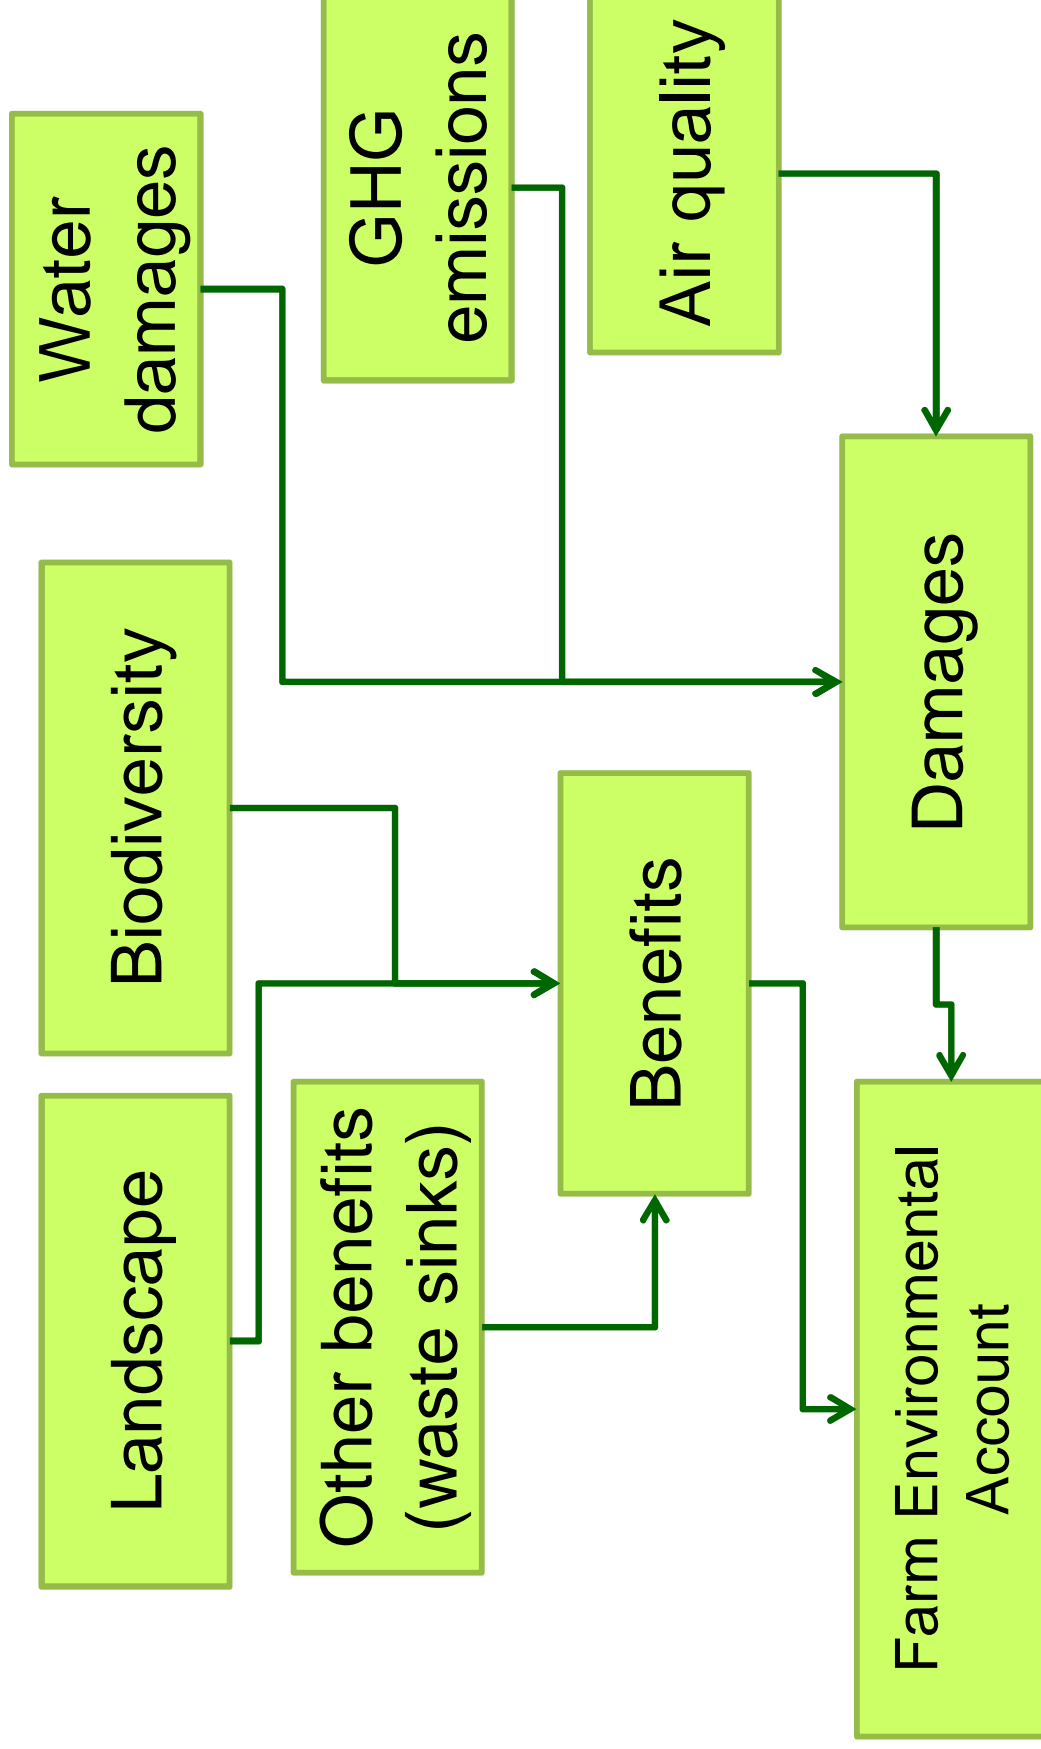 Landscape
Biodiversity
Water
damages
Other benefits
(waste sinks)
GHG
emissions
Benefits
Air quality
Damages
Farm Environmental
Account